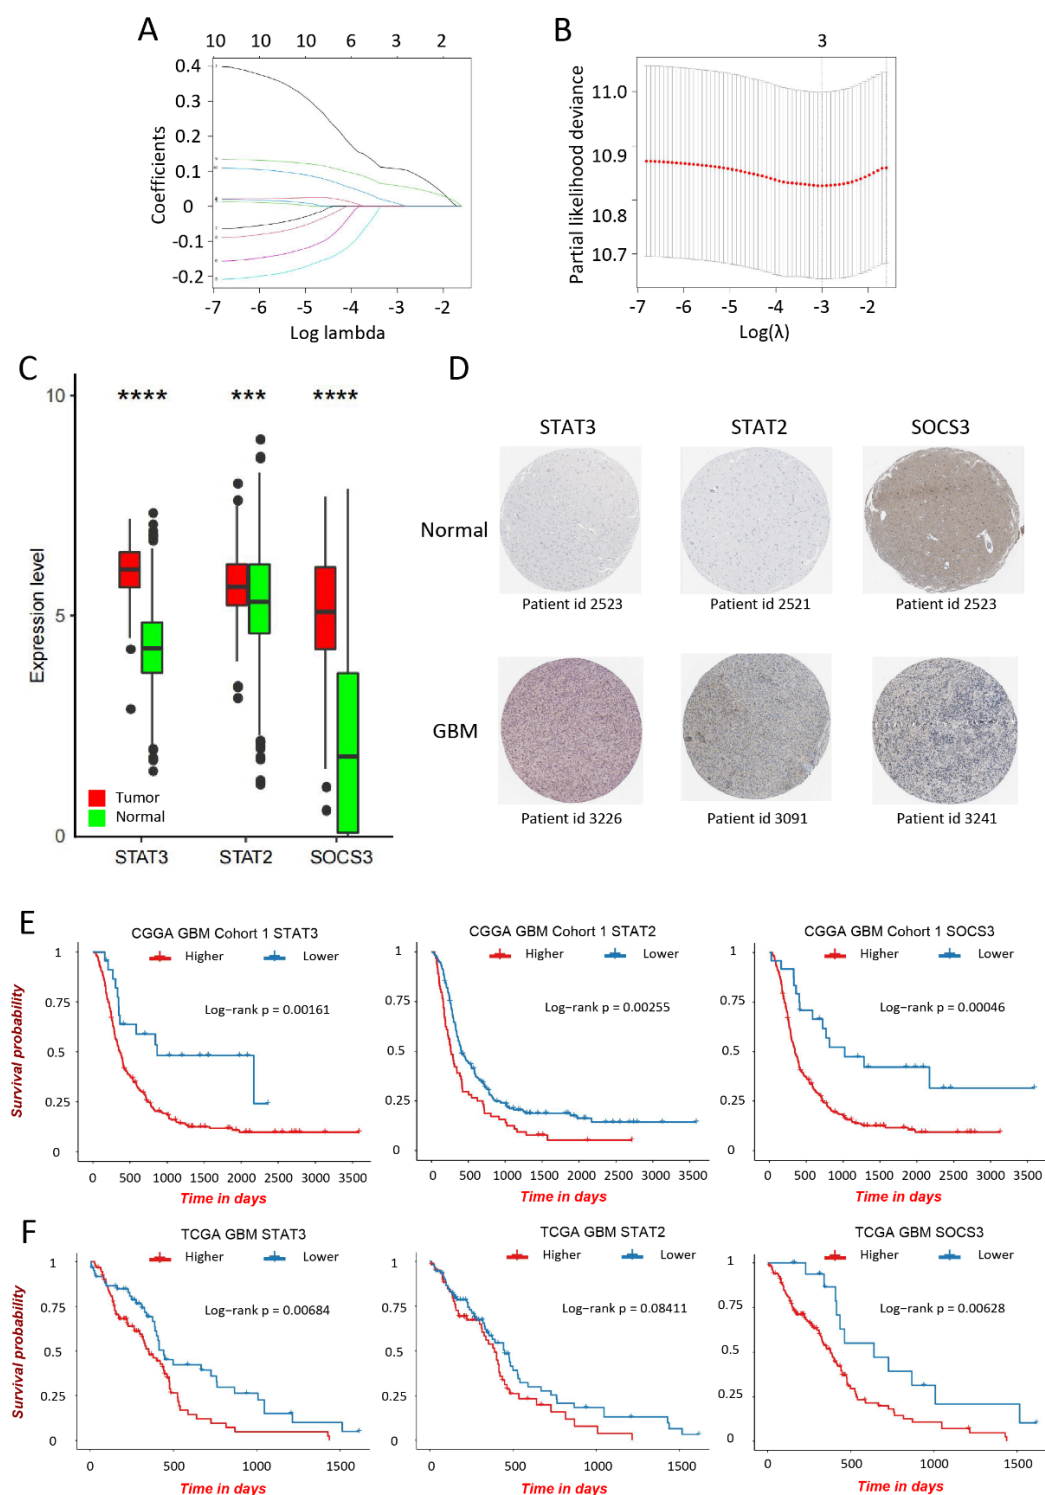 A
10 10 10 6 3 2
0.4
0.3
0.2
0.1
0
-0.1
-0.2
Coefficients
-7 -6 -5 -4 -3 -2
Log lambda
B
3
11.0
10.9
10.8
10.7
Partial likelihood deviance
-7 -6 -5 -4 -3 -2
Log(λ)
C
10
5
0
Expression level
**** *** ****
Tumor
Normal
STAT3 STAT2 SOCS3
D
STAT3 STAT2 SOCS3
Normal
Patient id 2523 Patient id 2521 Patient id 2523
GBM
Patient id 3226 Patient id 3091 Patient id 3241
E
CGGA GBM Cohort 1 STAT3
Higher Lower
Log-rank p = 0.00161
1
0.75
0.5
0.25
0
Survival probability
0 500 1000 1500 2000 2500 3000 3500
Time in days
CGGA GBM Cohort 1 STAT2
Higher Lower
Log-rank p = 0.00255
1
0.75
0.5
0.25
0
0 500 1000 1500 2000 2500 3000 3500
Time in days
CGGA GBM Cohort 1 SOCS3
Higher Lower
Log-rank p = 0.00046
1
0.75
0.5
0.25
0
0 500 1000 1500 2000 2500 3000 3500
Time in days
F
TCGA GBM STAT3
Higher Lower
Log-rank p = 0.00684
1
0.75
0.5
0.25
0
Survival probability
0 500 1000 1500
Time in days
TCGA GBM STAT2
Higher Lower
Log-rank p = 0.08411
1
0.75
0.5
0.25
0
0 500 1000 1500
Time in days
TCGA GBM SOCS3
Higher Lower
Log-rank p = 0.00628
1
0.75
0.5
0.25
0
0 500 1000 1500
Time in days